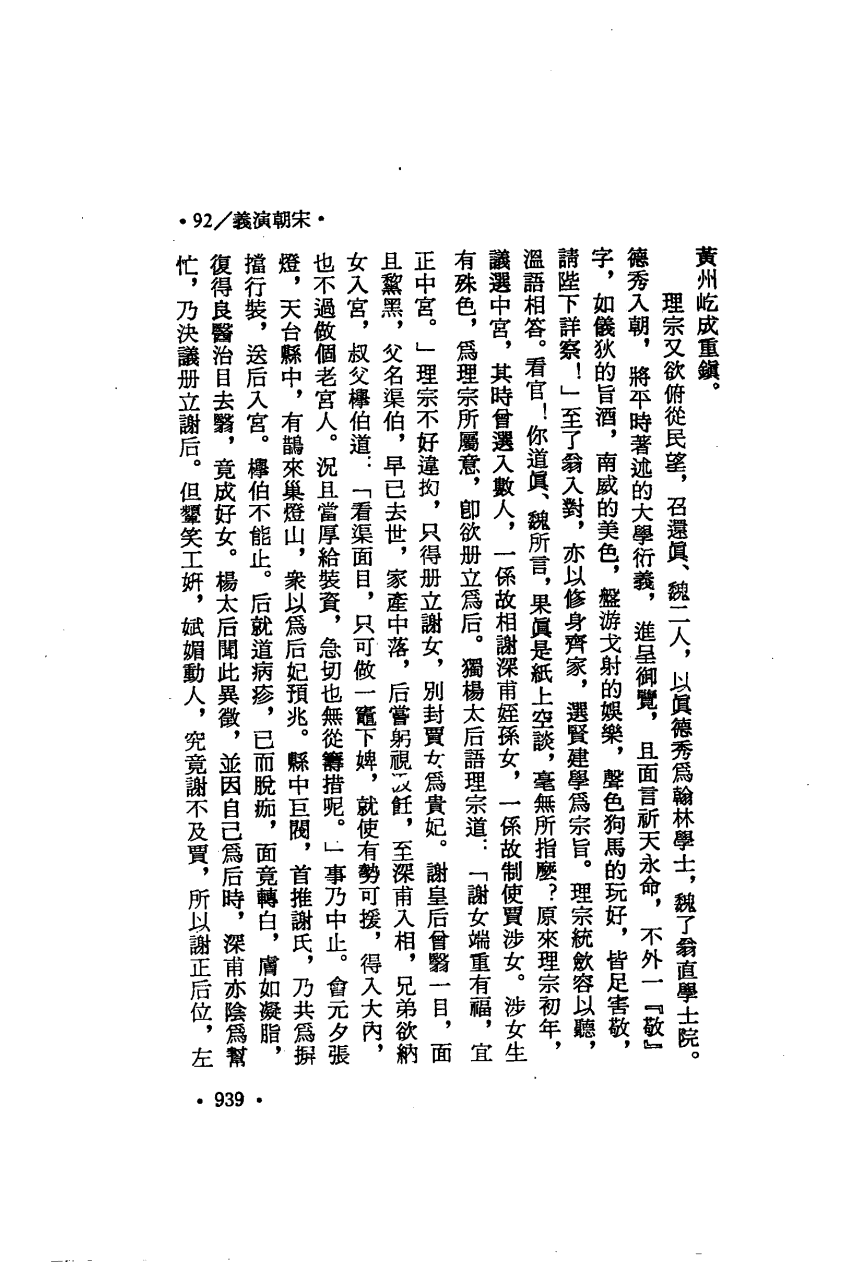 •92／義演朝宋•
黃州屹成重鎭。
理宗又欲俯從民望，召還眞、魏二人，以眞德秀爲翰林學士，魏了翁直學士院。
德秀入朝，將平時著述的大學衍義，進呈御覽，且面言祈天永命，不外一『敬』
字，如儀狄的旨酒，南威的美色，盤游弋射的娛樂，聲色狗馬的玩好，皆足害敬，
請陛下詳察！」至了翁入對，亦以修身齊家，選賢建學爲宗旨。理宗統斂容以聽，
溫語相答。看官！你道眞、魏所言，果眞是紙上空談，毫無所指麼？原來理宗初年，
議選中宮，其時曾選入數人，一係故相謝深甫姪孫女，一係故制使賈涉女。涉女生
有殊色，爲理宗所屬意，卽欲册立爲后。獨楊太后語理宗道：「謝女端重有福，宜
正中宮。」理宗不好違拗，只得册立謝女，別封賈女爲貴妃。謝皇后曾翳一目，面
且黧黑，父名渠伯，早已去世，家產中落，后嘗躬視飪，至深甫入相，兄弟欲納
女入宮，叔父櫸伯道：「看渠面目，只可做一竈下婢，就使有勢可援，得入大內，
也不過做個老宮人。況且當厚給裝資，急切也無從籌措呢。」事乃中止。會元夕張
燈，天台縣中，有鵲來巢燈山，衆以爲后妃預兆。縣中巨閥，首推謝氏，乃共爲摒
擋行裝，送后入宮。櫸伯不能止。后就道病疹，已而脫痂，面竟轉白，膚如凝脂，
復得良醫治目去翳，竟成好女。楊太后聞此異徵，並因自己爲后時，深甫亦陰爲幫
忙，乃決議册立謝后。但顰笑工姸，斌媚動人，究竟謝不及賈，所以謝正后位，左
•939•